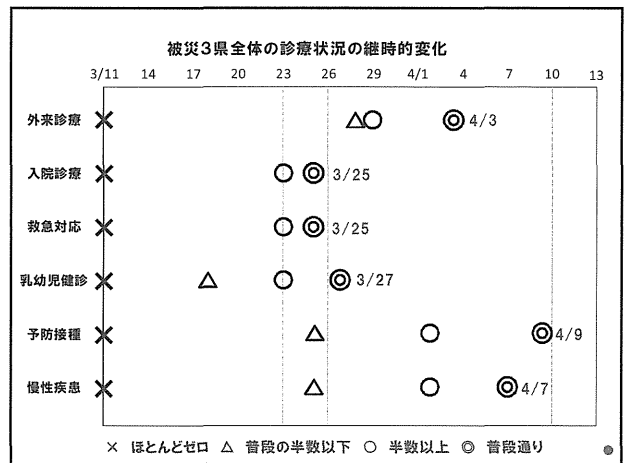 被災3県全体の診療状況の継時的変化
3/11 14 17 20 23 26 29 4/1 4 7 10 13
外来診療 4/3
入院診療 3/25
救急対応 3/25
乳幼児健診 3/27
予防接種 4/9
慢性疾患 4/7
× ほとんどゼロ △ 普段の半数以下 ○ 半数以上 ◎ 普段通り